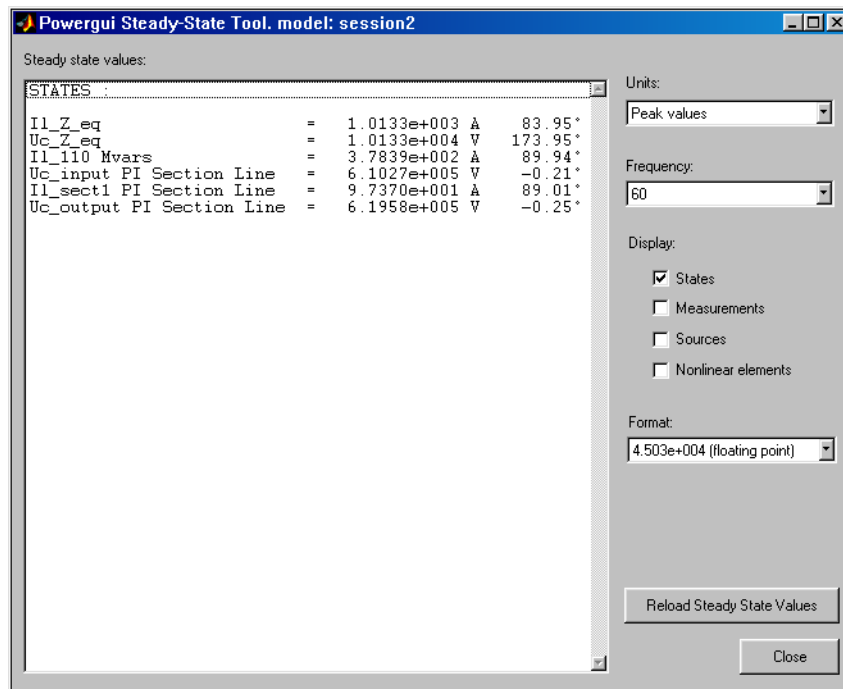 Powergui Steady-State Tool. model: session2
Steady state values:
STATES :
Il_Z_eq = 1.0133e+003 A 83.95°
Uc_Z_eq = 1.0133e+004 V 173.95°
Il_110 Mvars = 3.7839e+002 A 89.94°
Uc_input PI Section Line = 6.1027e+005 V -0.21°
Il_sect1 PI Section Line = 9.7370e+001 A 89.01°
Uc_output PI Section Line = 6.1958e+005 V -0.25°
Units:
Peak values
Frequency:
60
Display:
States
Measurements
Sources
Nonlinear elements
Format:
4.503e+004 (floating point)
Reload Steady State Values
Close